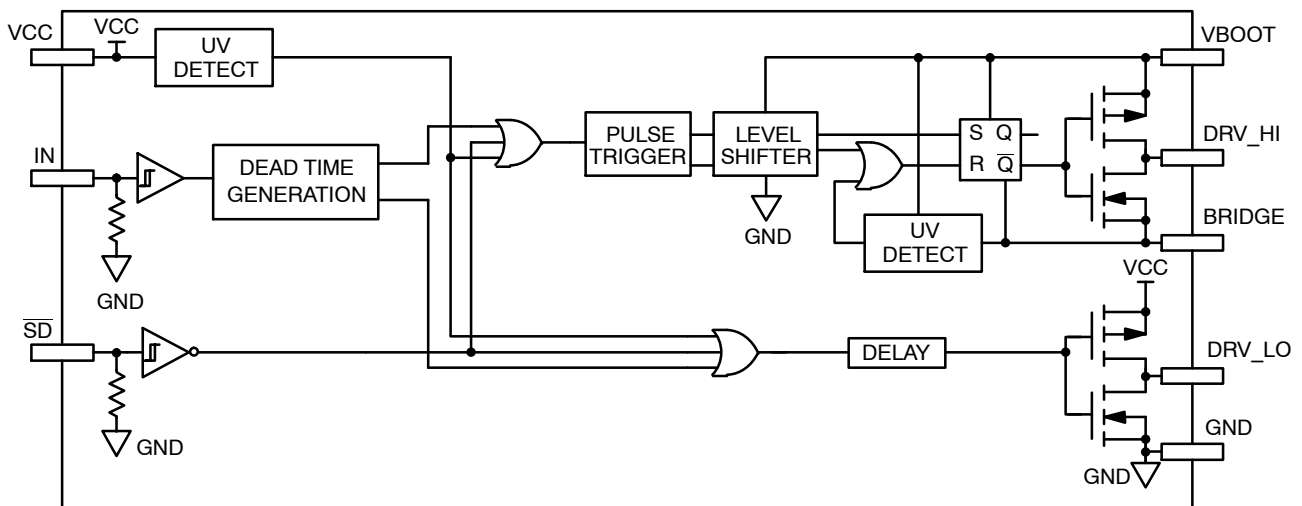 VCC
VCC
UV
DETECT
VBOOT
IN
DEAD TIME
GENERATION
PULSE
TRIGGER
LEVEL
SHIFTER
S Q
R Q̅
DRV_HI
GND
GND
UV
DETECT
BRIDGE
VCC
S̅D̅
GND
DELAY
DRV_LO
GND
GND